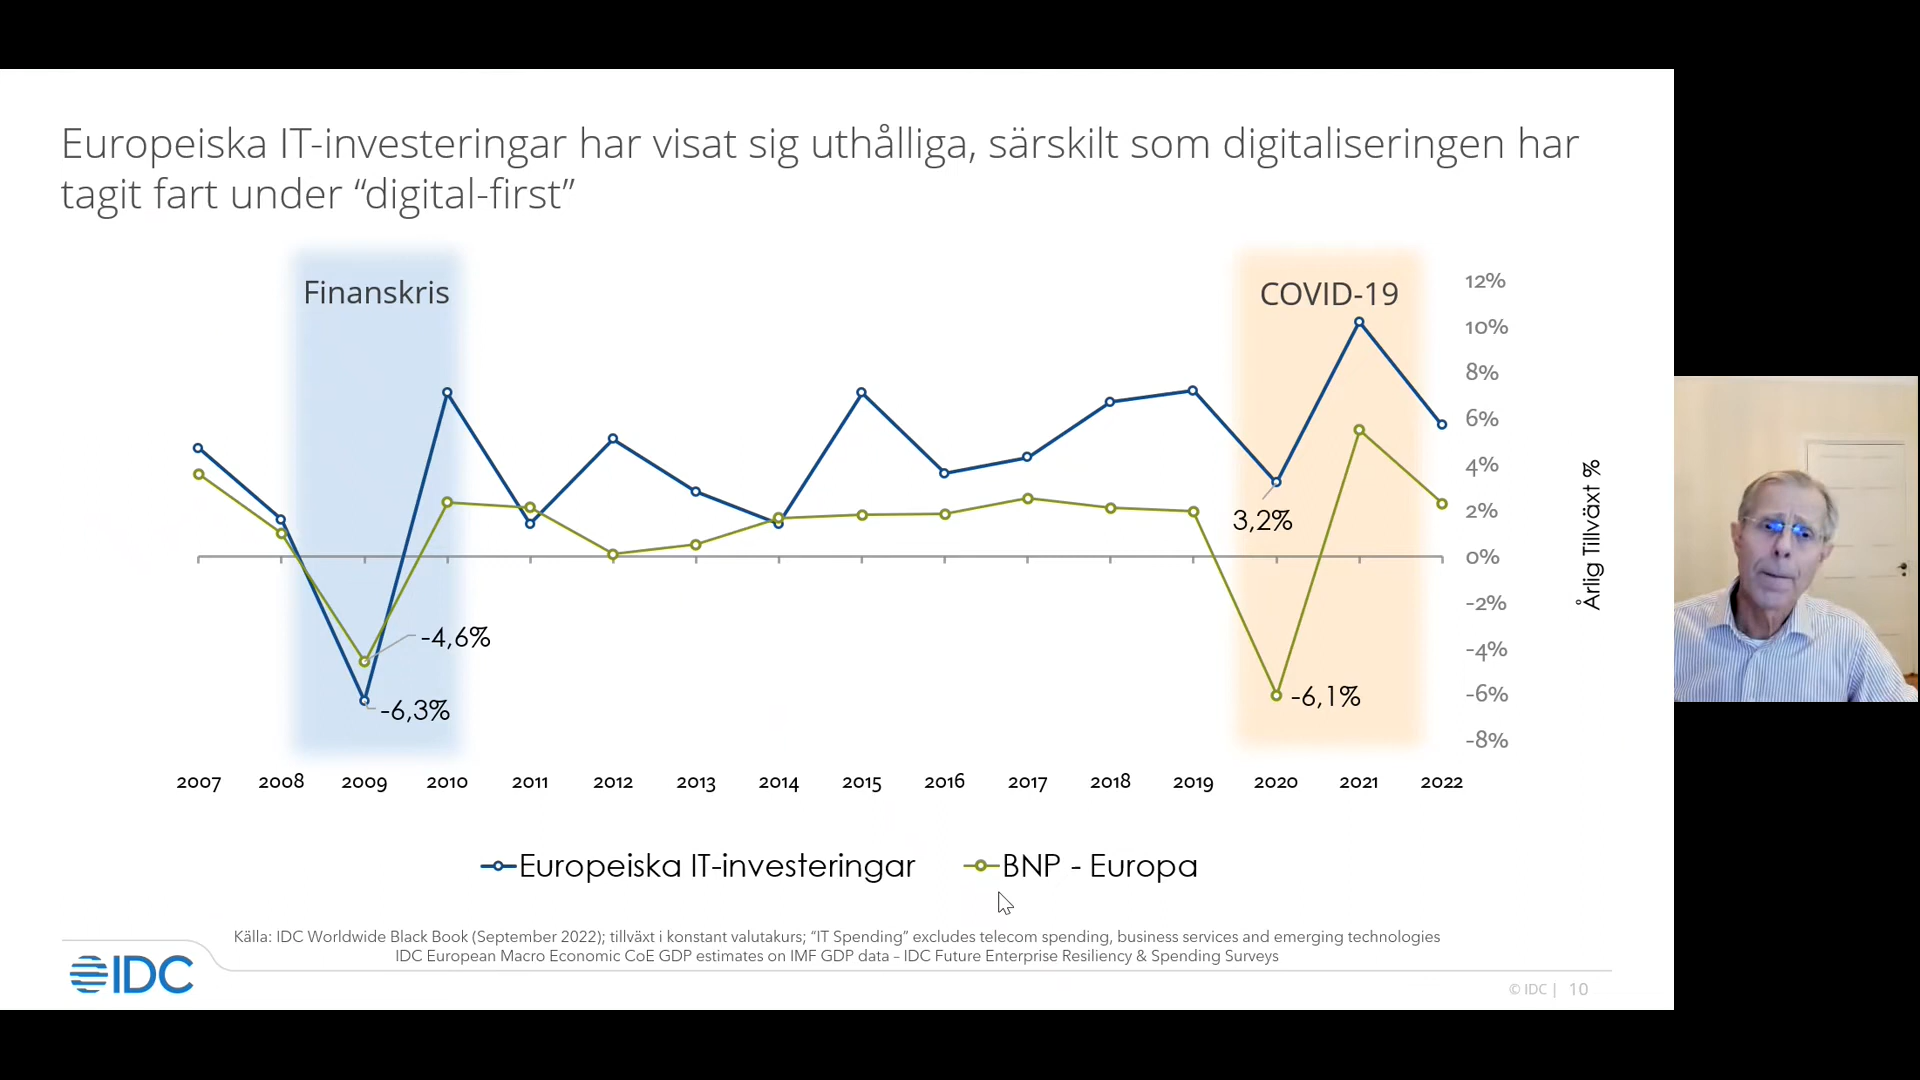 Europeiska IT-investeringar har visat sig uthålliga, särskilt som digitaliseringen har
tagit fart under “digital-first”
Finanskris
COVID-19
12%
10%
8%
6%
4%
2%
0%
-2%
-4%
-6%
-8%
Årlig Tillväxt %
3,2%
-4,6%
-6,3%
-6,1%
2007 2008 2009 2010 2011 2012 2013 2014 2015 2016 2017 2018 2019 2020 2021 2022
Europeiska IT-investeringar BNP - Europa
Källa: IDC Worldwide Black Book (September 2022); tillväxt i konstant valutakurs; “IT Spending” excludes telecom spending, business services and emerging technologies
IDC European Macro Economic CoE GDP estimates on IMF GDP data – IDC Future Enterprise Resiliency & Spending Surveys
IDC
© IDC | 10